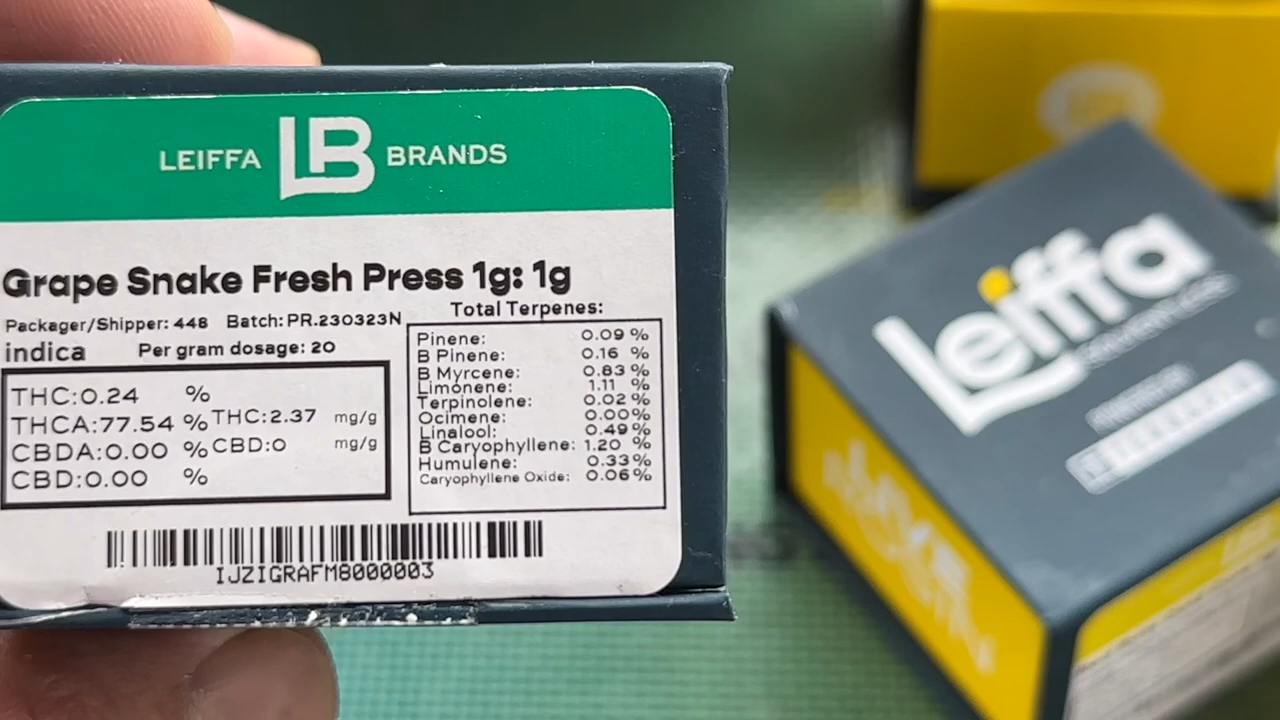 LEIFFA LB BRANDS
Grape Snake Fresh Press 1g: 1g
Packager/Shipper: 448 Batch: PR.230323N
indica Per gram dosage: 20
THC:0.24 %
THCA:77.54 % THC:2.37 mg/g
CBDA:0.00 % CBD:0 mg/g
CBD:0.00 %
Total Terpenes:
Pinene: 0.09 %
B Pinene: 0.16 %
B Myrcene: 0.83 %
Limonene: 1.11 %
Terpinolene: 0.02 %
Ocimene: 0.00 %
Linalool: 0.49 %
B Caryophyllene: 1.20 %
Humulene: 0.33 %
Caryophyllene Oxide: 0.06 %
IJZIGRAFM8000003
Leiffa
LIVE